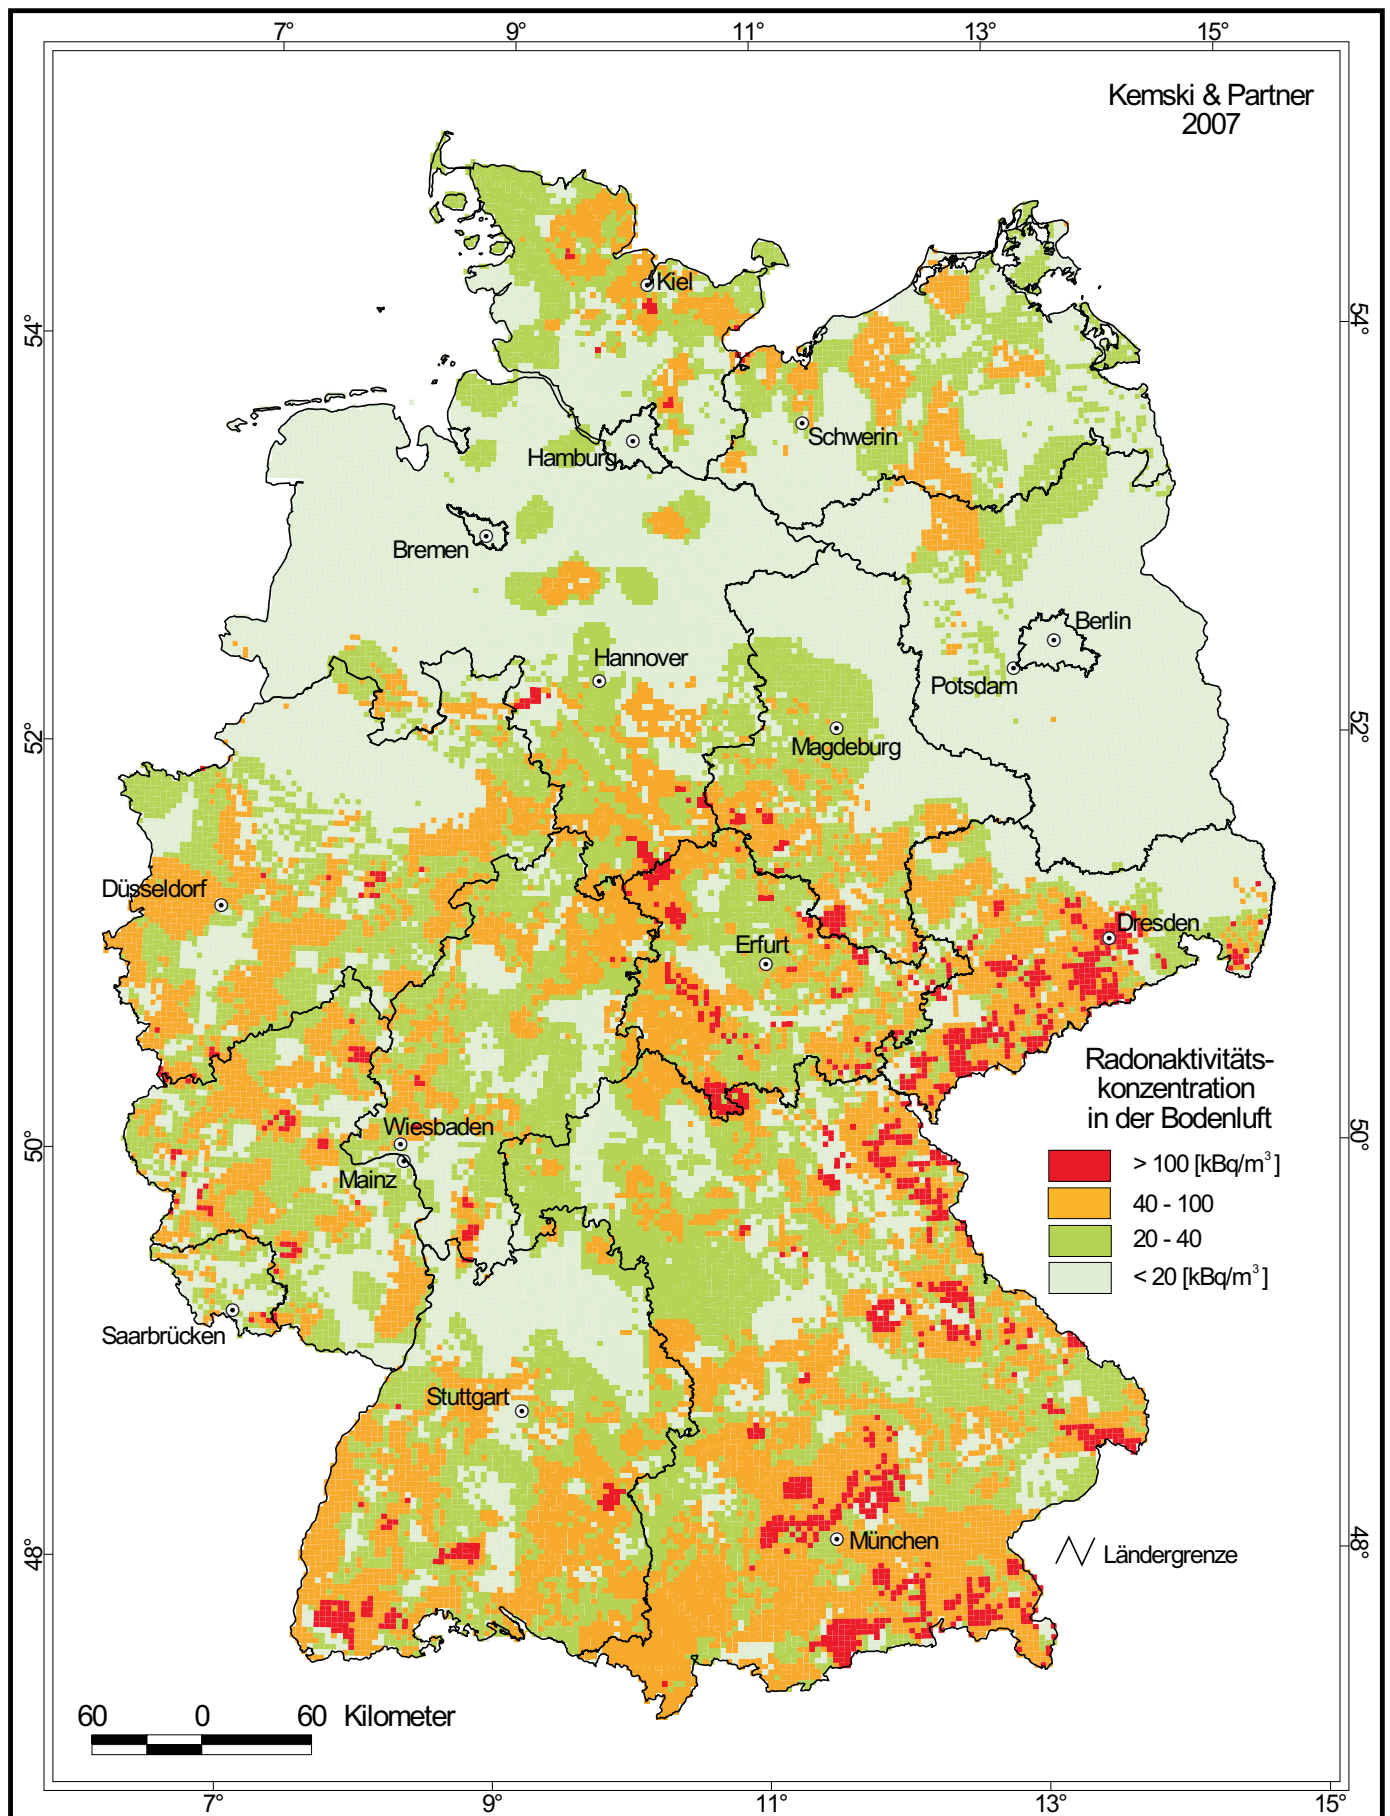 7° 9° 11° 13° 15°
Kemski & Partner
2007
Kiel
54° 54°
Schwerin
Hamburg
Bremen
Berlin
Hannover
Potsdam
52° 52°
Magdeburg
Düsseldorf
Dresden
Erfurt
Radonaktivitäts-
konzentration
in der Bodenluft
Wiesbaden
50° 50°
Mainz
> 100 [kBq/m³]
40 - 100
20 - 40
< 20 [kBq/m³]
Saarbrücken
Stuttgart
München
48° 48°
Ländergrenze
60 0 60 Kilometer
7° 9° 11° 13° 15°